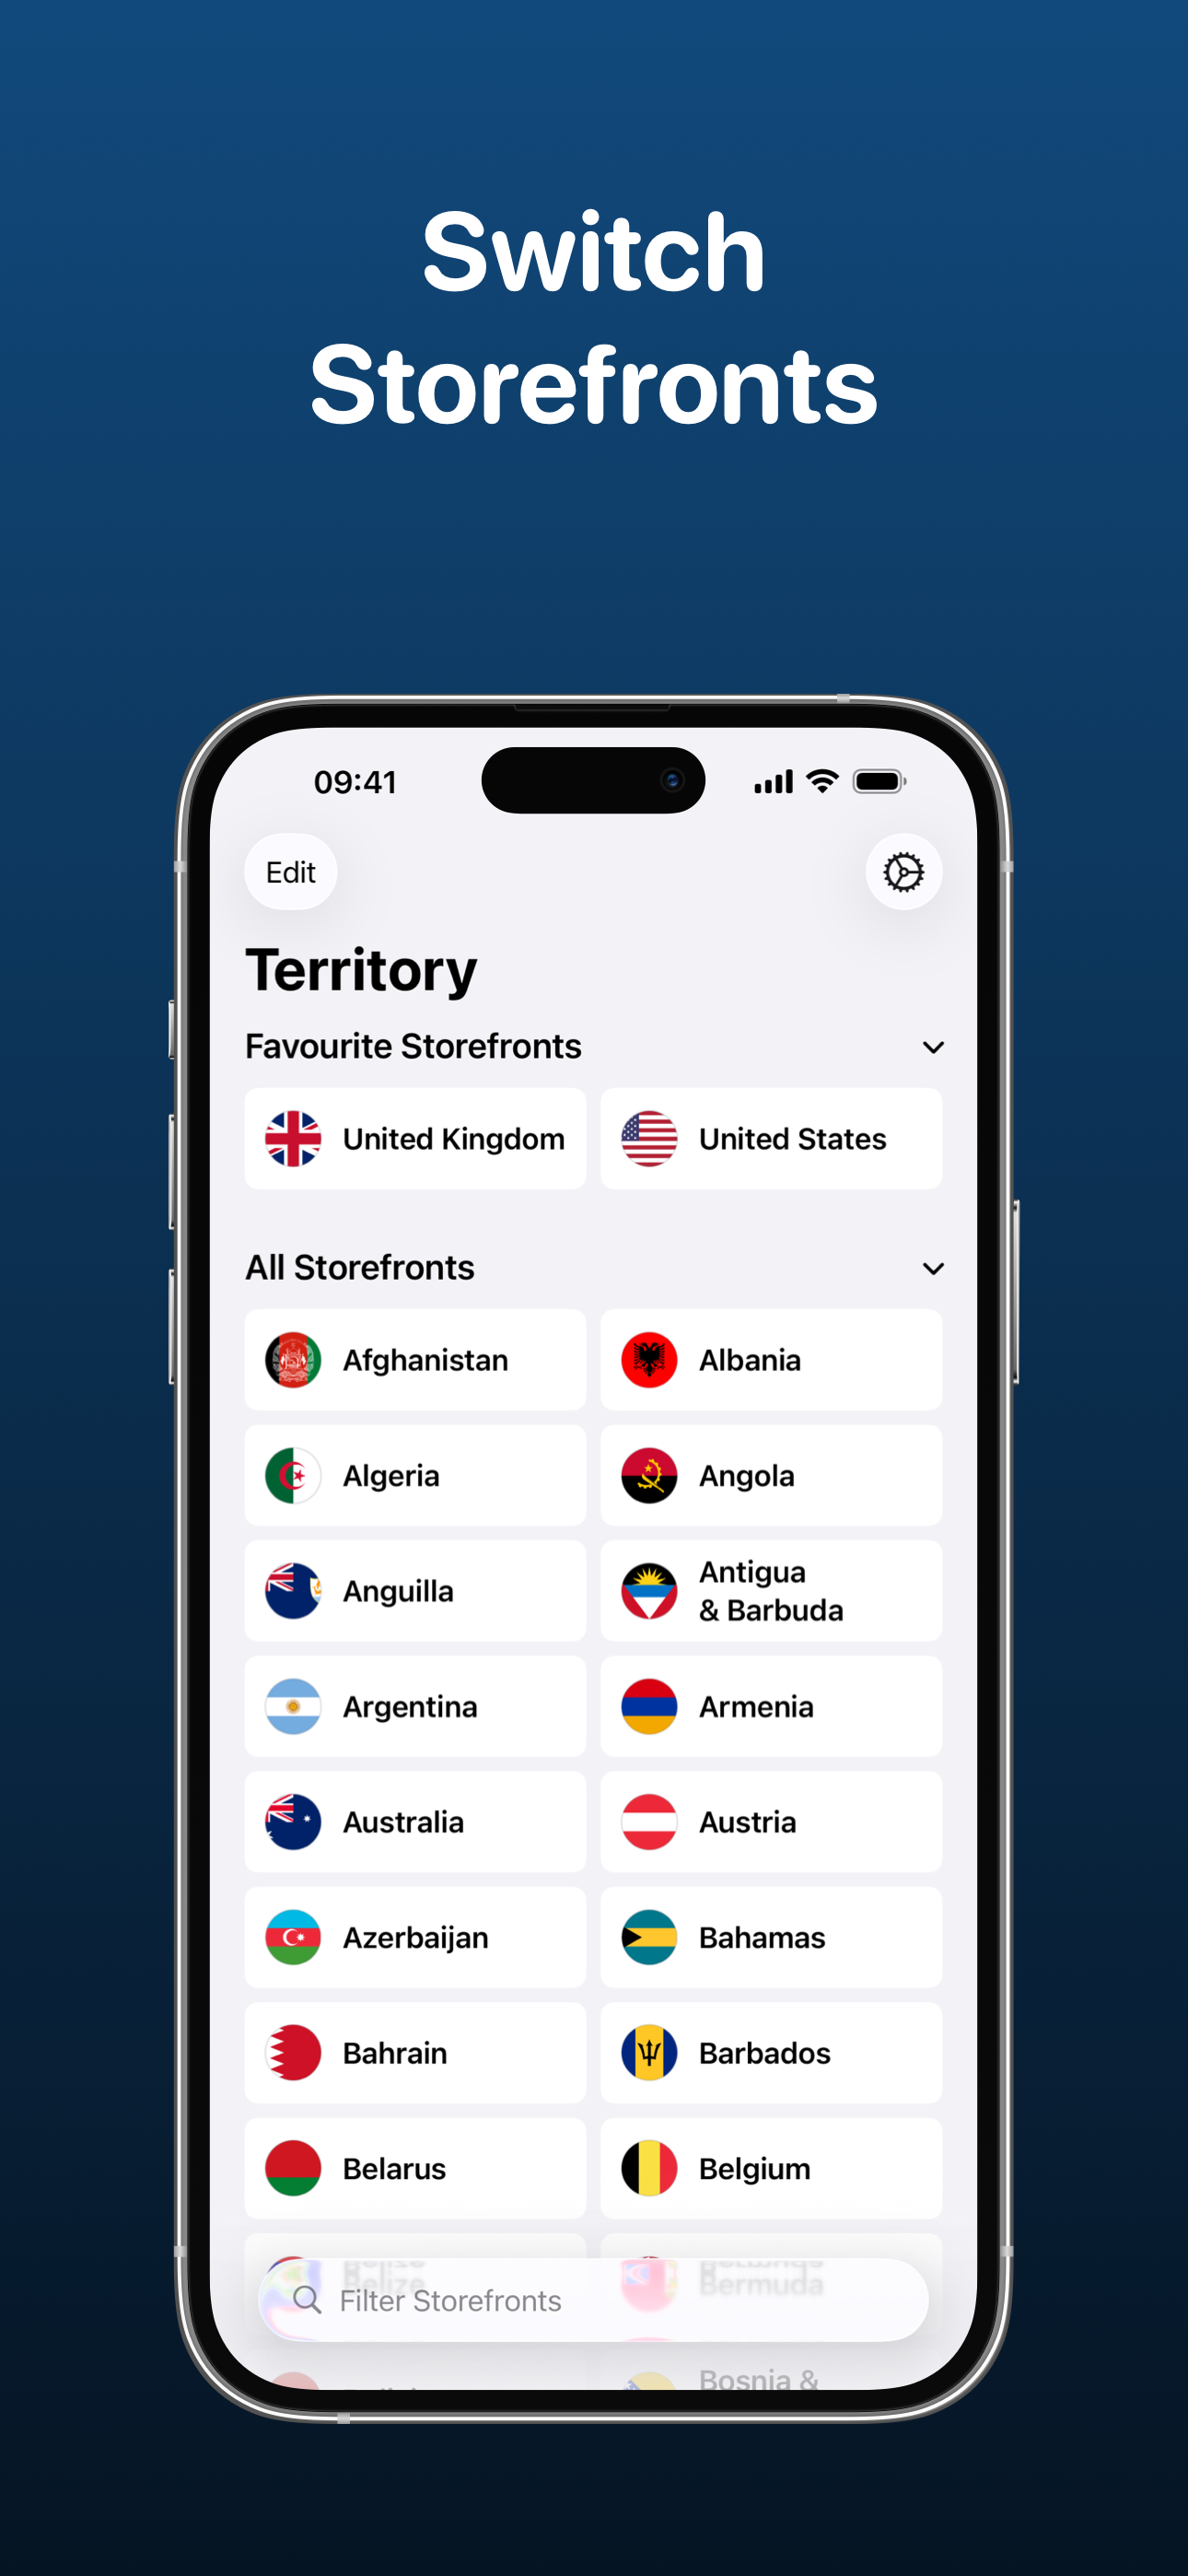 Switch
Storefronts
09:41
Edit
Territory
Favourite Storefronts
United Kingdom
United States
All Storefronts
Afghanistan
Albania
Algeria
Angola
Anguilla
Antigua
& Barbuda
Argentina
Armenia
Australia
Austria
Azerbaijan
Bahamas
Bahrain
Barbados
Belarus
Belgium
Belize
Bermuda
Filter Storefronts
Bosnia &